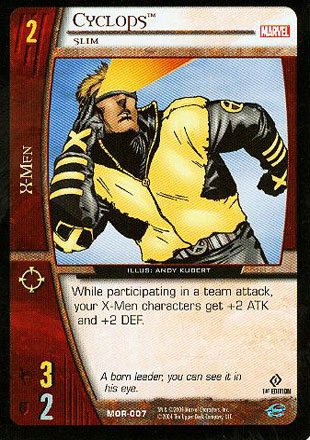 2
CYCLOPS™
SLIM
MARVEL
X-MEN
ILLUS: ANDY KUBERT
While participating in a team attack,
your X-Men characters get +2 ATK
and +2 DEF.
3
2
A born leader; you can see it in
his eye.
1ST EDITION
MOR-007